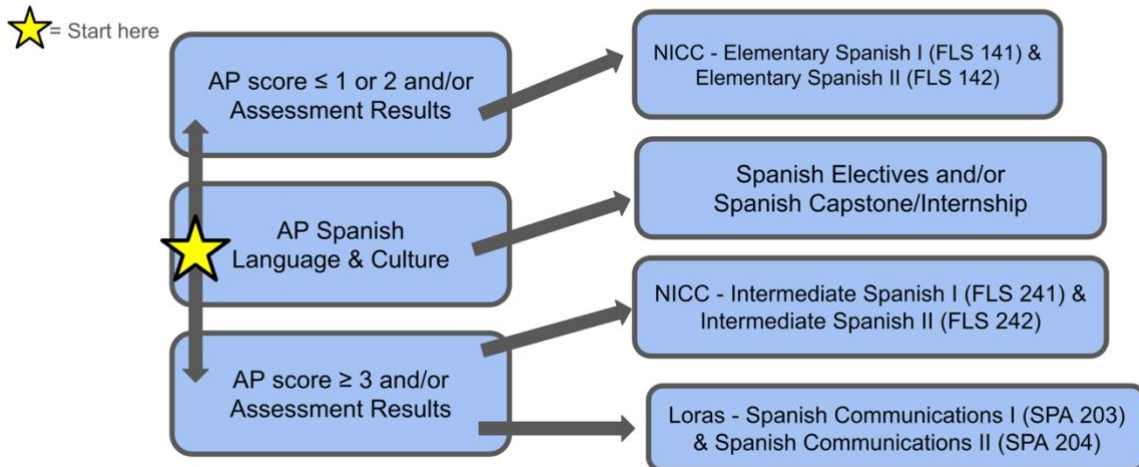 = Start here
AP score ≤ 1 or 2 and/or
Assessment Results
NICC - Elementary Spanish I (FLS 141) &
Elementary Spanish II (FLS 142)
AP Spanish
Language & Culture
Spanish Electives and/or
Spanish Capstone/Internship
AP score ≥ 3 and/or
Assessment Results
NICC - Intermediate Spanish I (FLS 241) &
Intermediate Spanish II (FLS 242)
Loras - Spanish Communications I (SPA 203)
& Spanish Communications II (SPA 204)